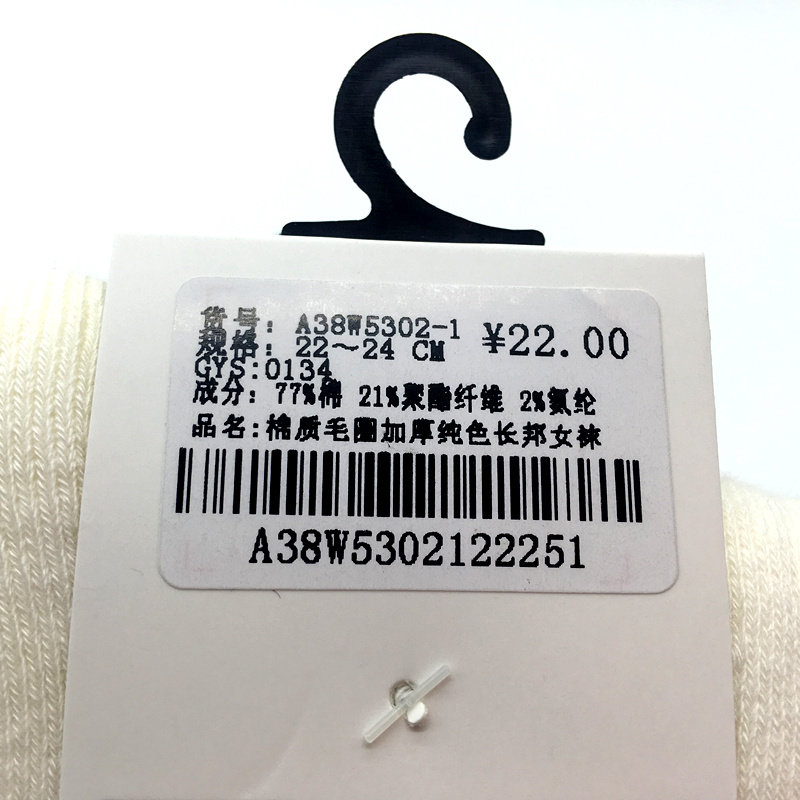 货号: A38W5302-1 ¥22.00
规格: 22～24 CM
GYS:0134
成分: 77%棉 21%聚酯纤维 2%氨纶
品名:棉质毛圈加厚纯色长邦女袜
A38W5302122251